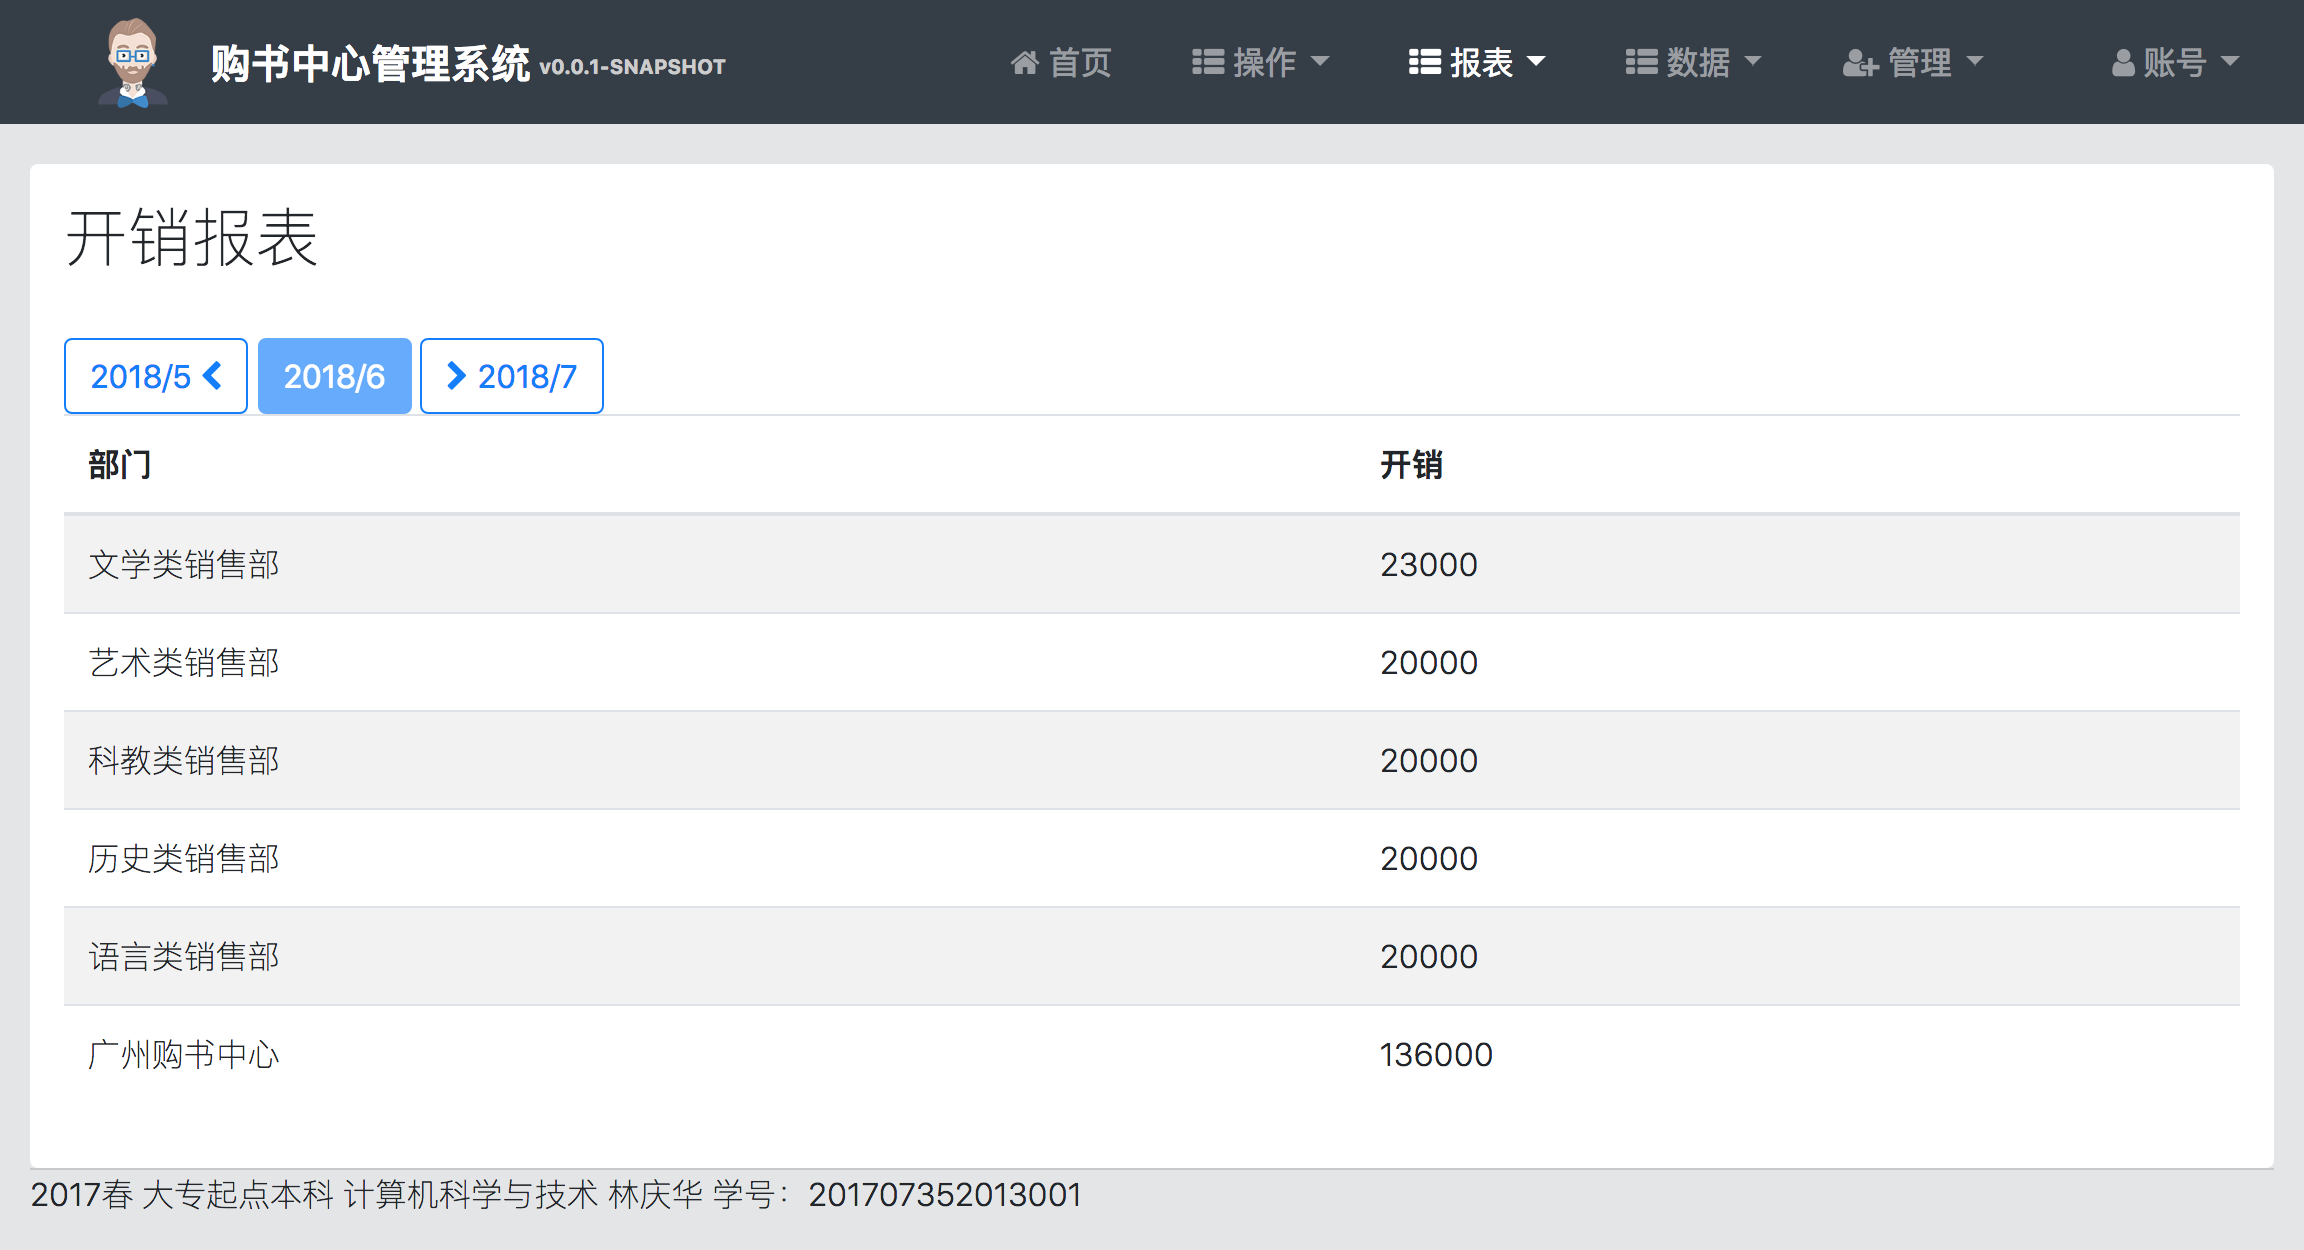 购书中心管理系统 v0.0.1-SNAPSHOT 首页 操作 报表 数据 管理 账号
开销报表
2018/5 2018/6 2018/7
部门 开销
文学类销售部 23000
艺术类销售部 20000
科教类销售部 20000
历史类销售部 20000
语言类销售部 20000
广州购书中心 136000
2017春 大专起点本科 计算机科学与技术 林庆华 学号：201707352013001